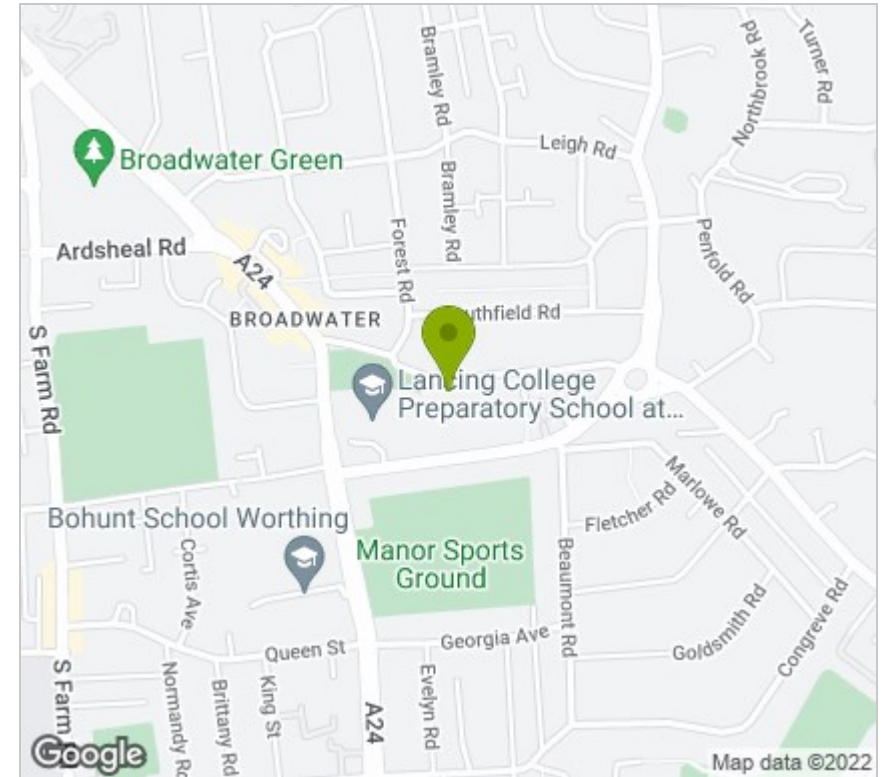 Bramley Rd
Northbrook Rd
Turner Rd
Broadwater Green
Leigh Rd
Bramley Rd
Ardsheal Rd
Forest Rd
Penfold Rd
A24
BROADWATER
uthfield Rd
S Farm Rd
Lancing College
Preparatory School at...
Marlowe Rd
Bohunt School Worthing
Fletcher Rd
Manor Sports
Ground
Cortis Ave
Beaumont Rd
Congreve Rd
Goldsmith Rd
Georgia Ave
Queen St
S Farm
Normandy Rd
Brittany Rd
King St
A24
Evelyn Rd
Google
Map data ©2022